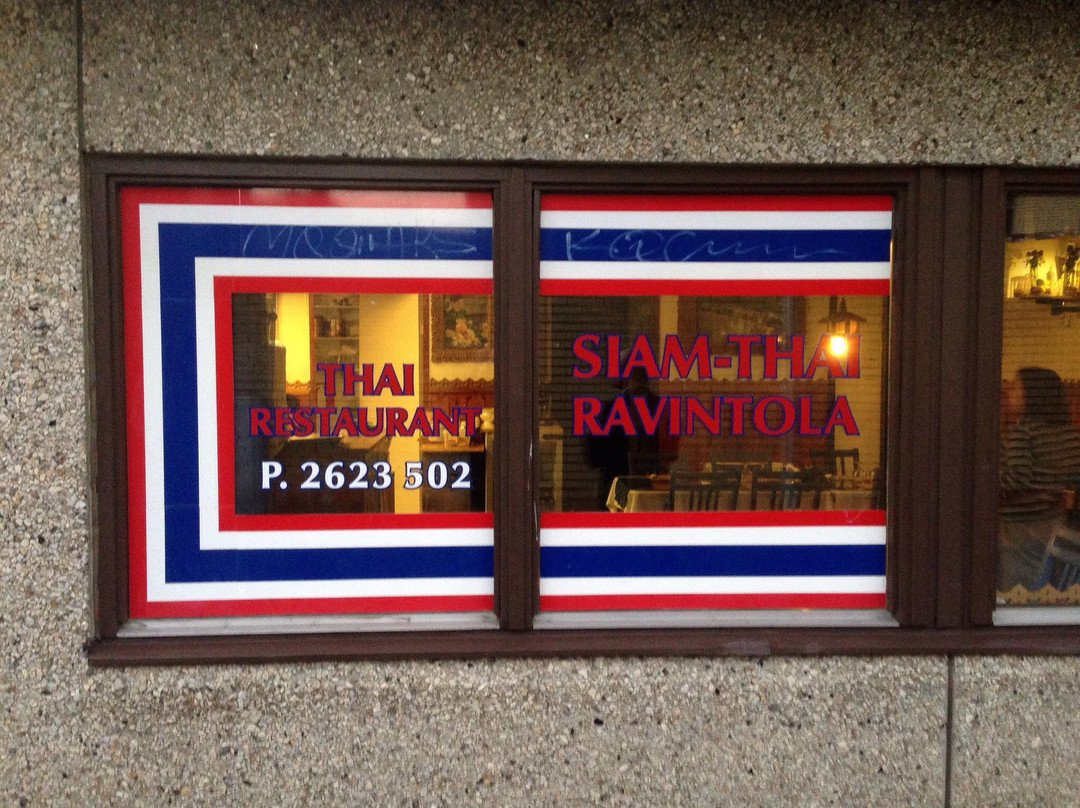 THAI
RESTAURANT
P. 2623 502
SIAM-THAI
RAVINTOLA